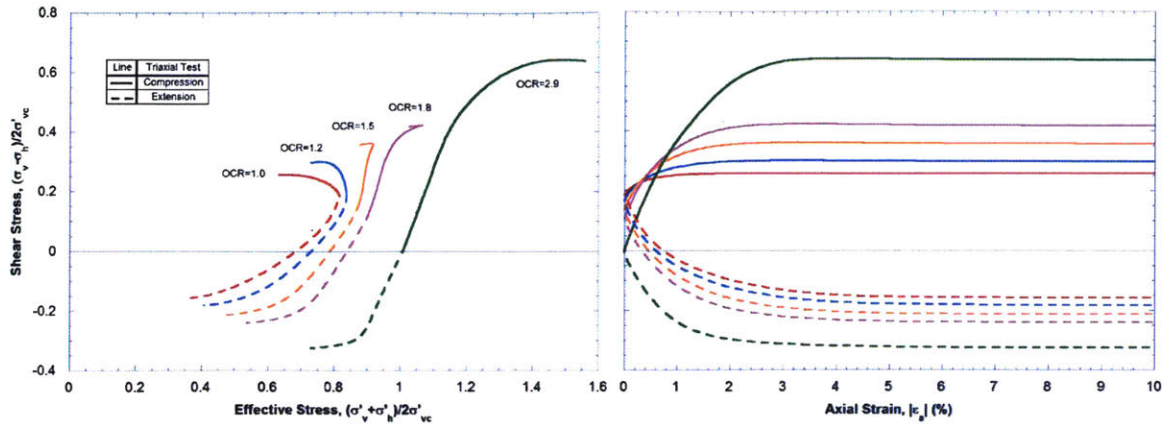 0.8
Line Triaxial Test
Compression
Extension
0.6
OCR=2.9
OCR=1.8
0.4
OCR=1.5
OCR=1.2
OCR=1.0
0.2
0
-0.2
-0.4
Shear Stress, (σv-σh)/2σ'vc
0 0.2 0.4 0.6 0.8 1 1.2 1.4 1.6
Effective Stress, (σ'v+σ'h)/2σ'vc
0 1 2 3 4 5 6 7 8 9 10
Axial Strain, |εa| (%)